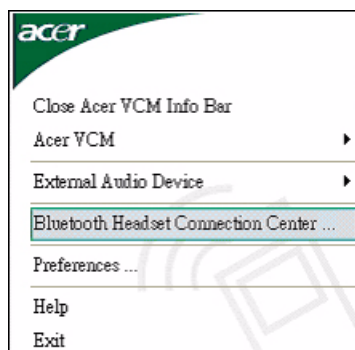 acer
Close Acer VCM Info Bar
Acer VCM
External Audio Device
Bluetooth Headset Connection Center ...
Preferences ...
Help
Exit